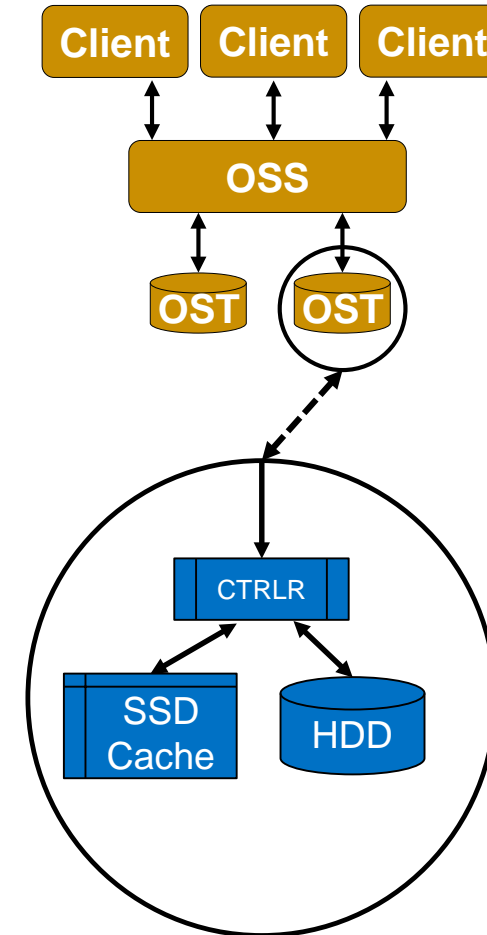 Client Client Client
OSS
OST OST
CTRLR
SSD
Cache
HDD